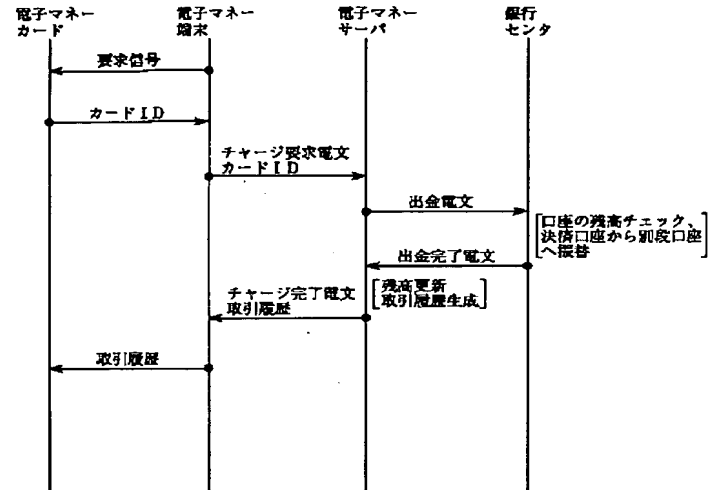 電子マネー
カード
電子マネー
端末
電子マネー
サーバ
銀行
センタ
要求信号
カードID
チャージ要求電文
カードID
出金電文
口座の残高チェック、
決済口座から別段口座
へ振替
出金完了電文
残高更新
取引履歴生成
チャージ完了電文
取引履歴
取引履歴